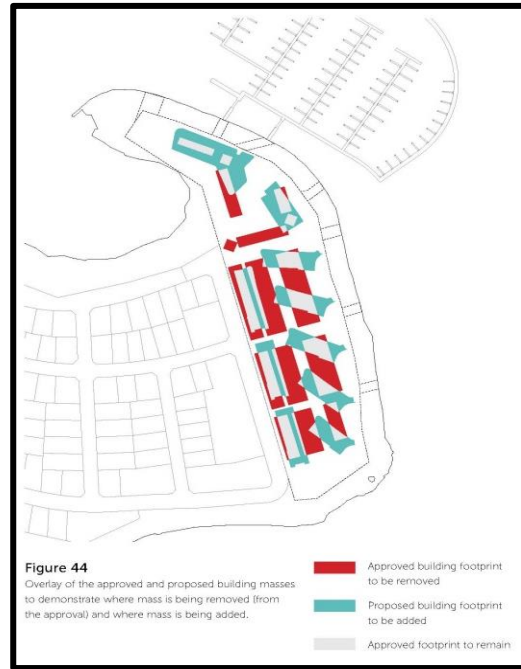 Figure 44
Overlay of the approved and proposed building masses
to demonstrate where mass is being removed (from
the approval) and where mass is being added.
Approved building footprint
to be removed
Proposed building footprint
to be added
Approved footprint to remain